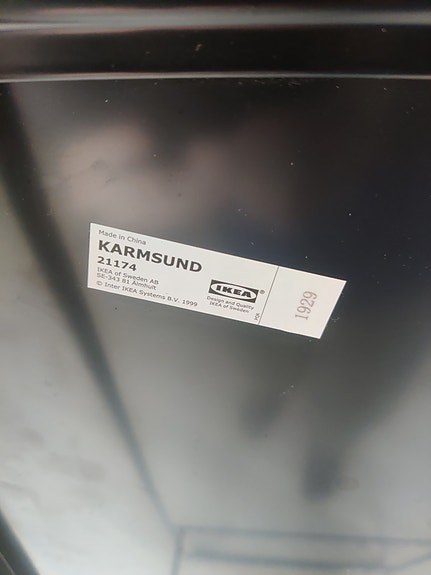 Made in China
KARMSUND
21174
IKEA of Sweden AB
SE-343 81 Älmhult
© Inter IKEA Systems B.V. 1999
IKEA®
Design and Quality
IKEA of Sweden
1929